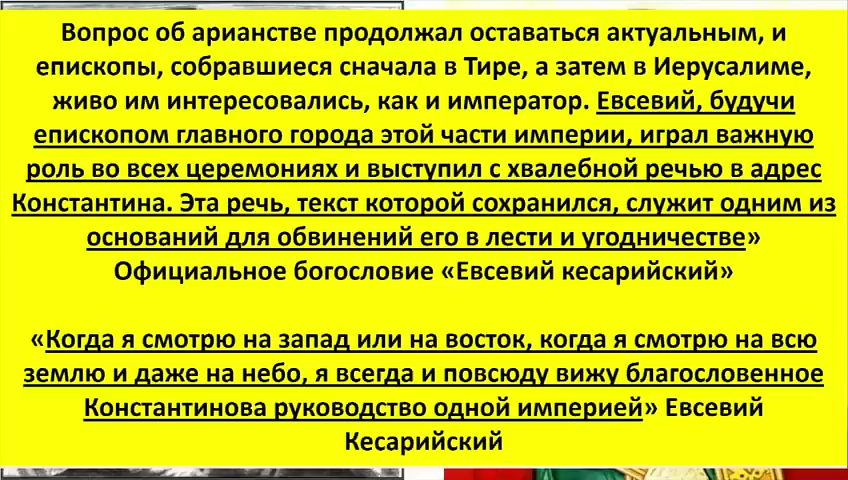 Вопрос об арианстве продолжал оставаться актуальным, и
епископы, собравшиеся сначала в Тире, а затем в Иерусалиме,
живо им интересовались, как и император. Евсевий, будучи
епископом главного города этой части империи, играл важную
роль во всех церемониях и выступил с хвалебной речью в адрес
Константина. Эта речь, текст которой сохранился, служит одним из
оснований для обвинений его в лести и угодничестве»
Официальное богословие «Евсевий кесарийский»
«Когда я смотрю на запад или на восток, когда я смотрю на всю
землю и даже на небо, я всегда и повсюду вижу благословенное
Константинова руководство одной империей» Евсевий
Кесарийский